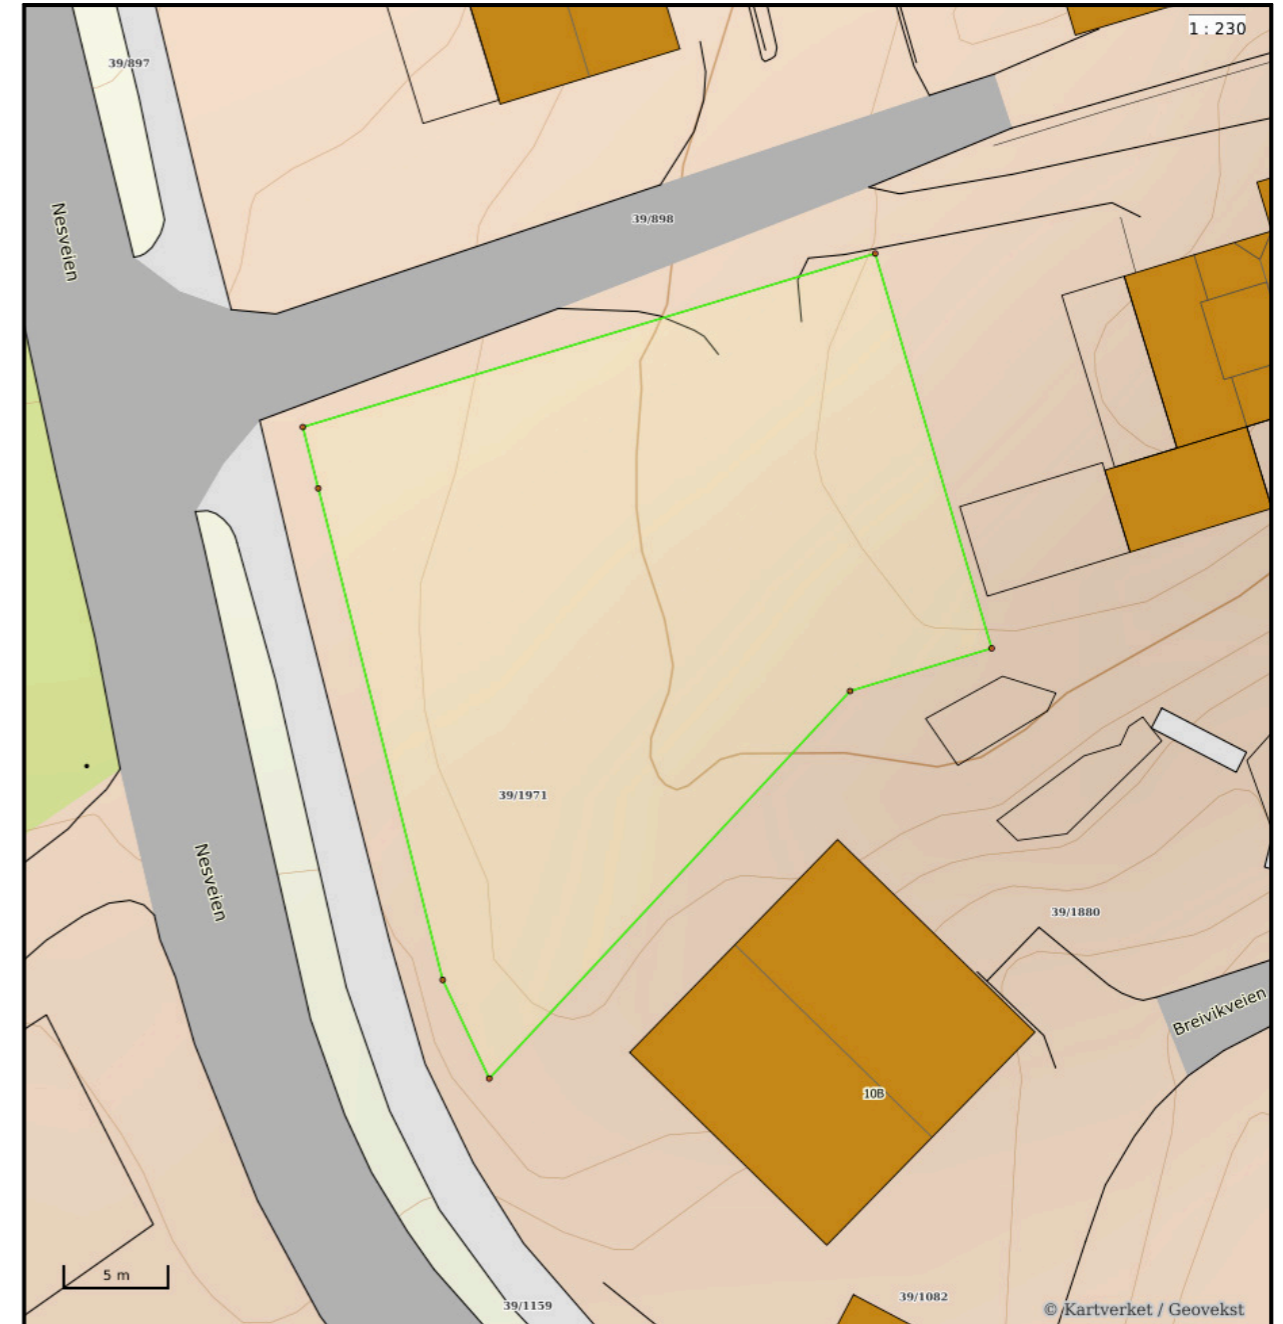 1 : 230
39/897
Nesveien
39/898
39/1971
Nesveien
39/1880
Breivikveien
10B
5 m
39/1159
39/1082
© Kartverket / Geovekst